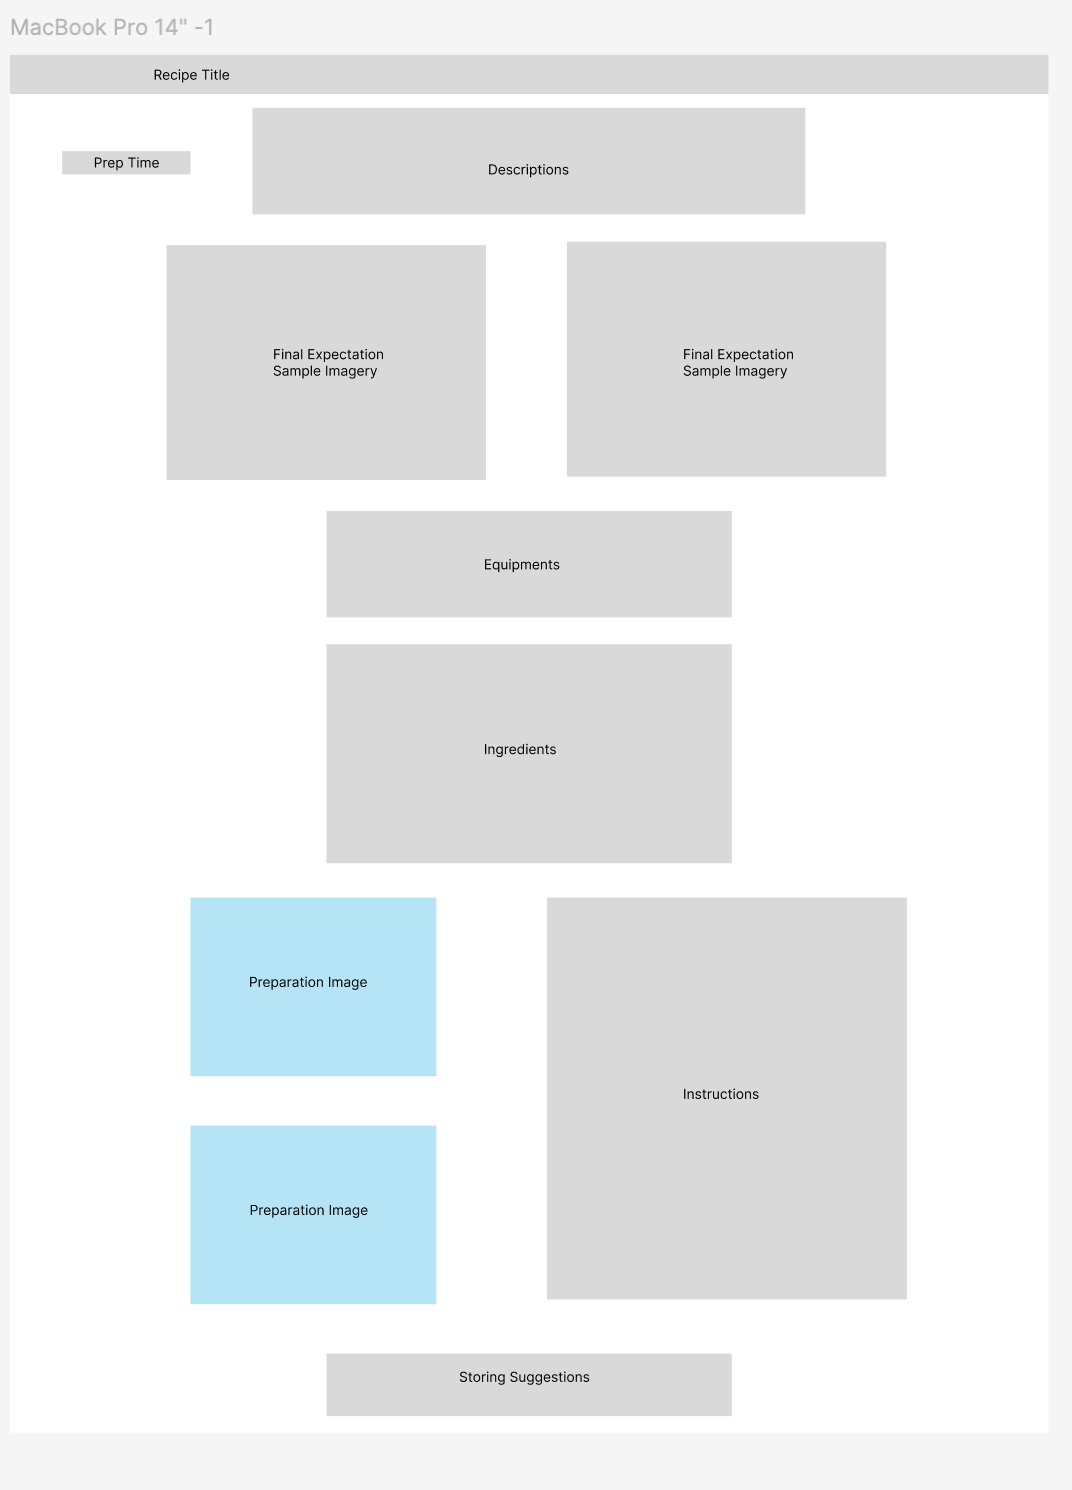 MacBook Pro 14" -1
Recipe Title
Prep Time
Descriptions
Final Expectation
Sample Imagery
Final Expectation
Sample Imagery
Equipments
Ingredients
Preparation Image
Instructions
Preparation Image
Storing Suggestions